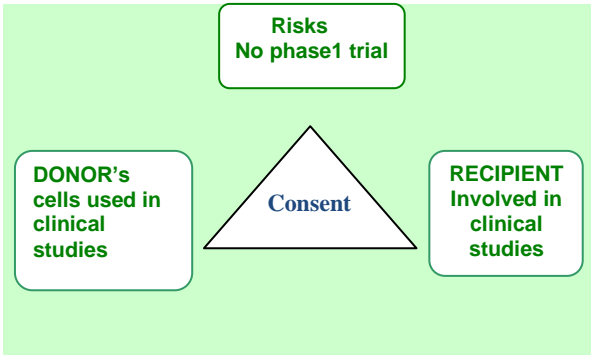 Risks
No phase1 trial
DONOR's
cells used in
clinical
studies
Consent
RECIPIENT
Involved in
clinical
studies